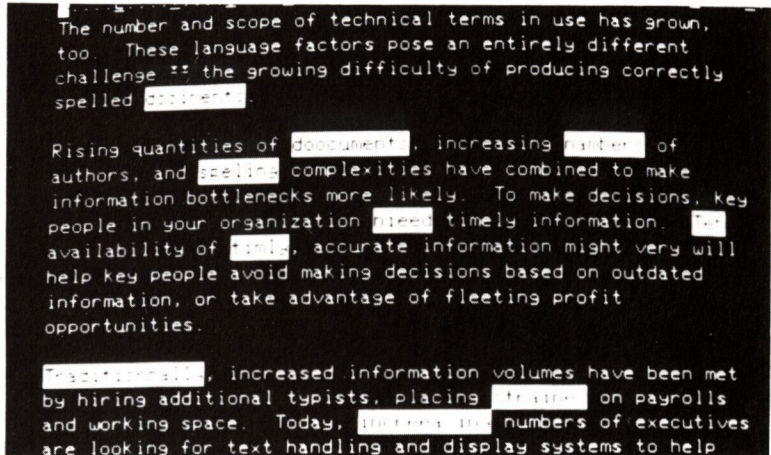 The number and scope of technical terms in use has grown,
too. These language factors pose an entirely different
challenge -- the growing difficulty of producing correctly
spelled
Rising quantities of doocuments, increasing nambers of
authors, and speling complexities have combined to make
information bottlenecks more likely. To make decisions, key
people in your organization nieed timely information.
availability of timly, accurate information might very will
help key people avoid making decisions based on outdated
information, or take advantage of fleeting profit
opportunities.
, increased information volumes have been met
by hiring additional typists, placing on payrolls
and working space. Today, numbers of executives
are looking for text handling and display systems to help